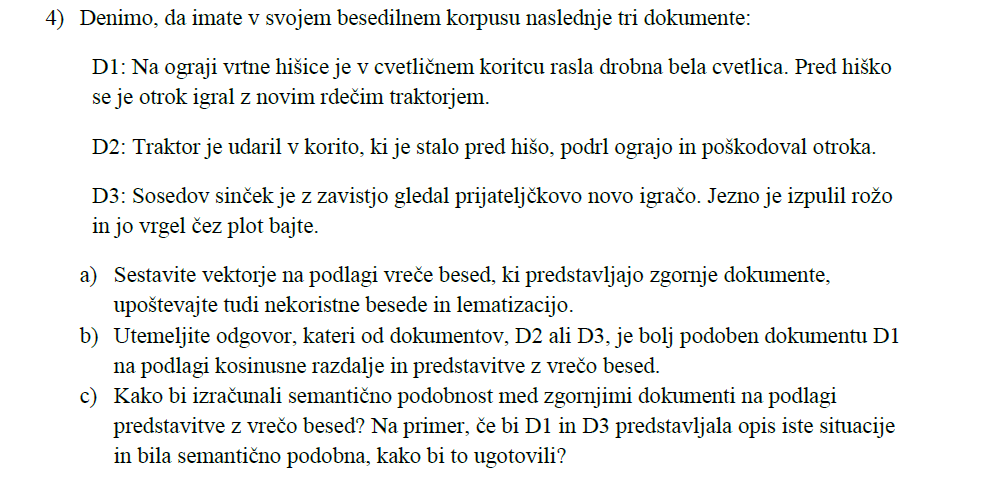 4) Denimo, da imate v svojem besedilnem korpusu naslednje tri dokumente:
D1: Na ograji vrtne hišice je v cvetličnem koritcu rasla drobna bela cvetlica. Pred hiško
se je otrok igral z novim rdečim traktorjem.
D2: Traktor je udaril v korito, ki je stalo pred hišo, podrl ograjo in poškodoval otroka.
D3: Sosedov sinček je z zavistjo gledal prijateljčkovo novo igračo. Jezno je izpulil rožo
in jo vrgel čez plot bajte.
a) Sestavite vektorje na podlagi vreče besed, ki predstavljajo zgornje dokumente,
upoštevajte tudi nekoristne besede in lematizacijo.
b) Utemeljite odgovor, kateri od dokumentov, D2 ali D3, je bolj podoben dokumentu D1
na podlagi kosinusne razdalje in predstavitve z vrečo besed.
c) Kako bi izračunali semantično podobnost med zgornjimi dokumenti na podlagi
predstavitve z vrečo besed? Na primer, če bi D1 in D3 predstavljala opis iste situacije
in bila semantično podobna, kako bi to ugotovili?